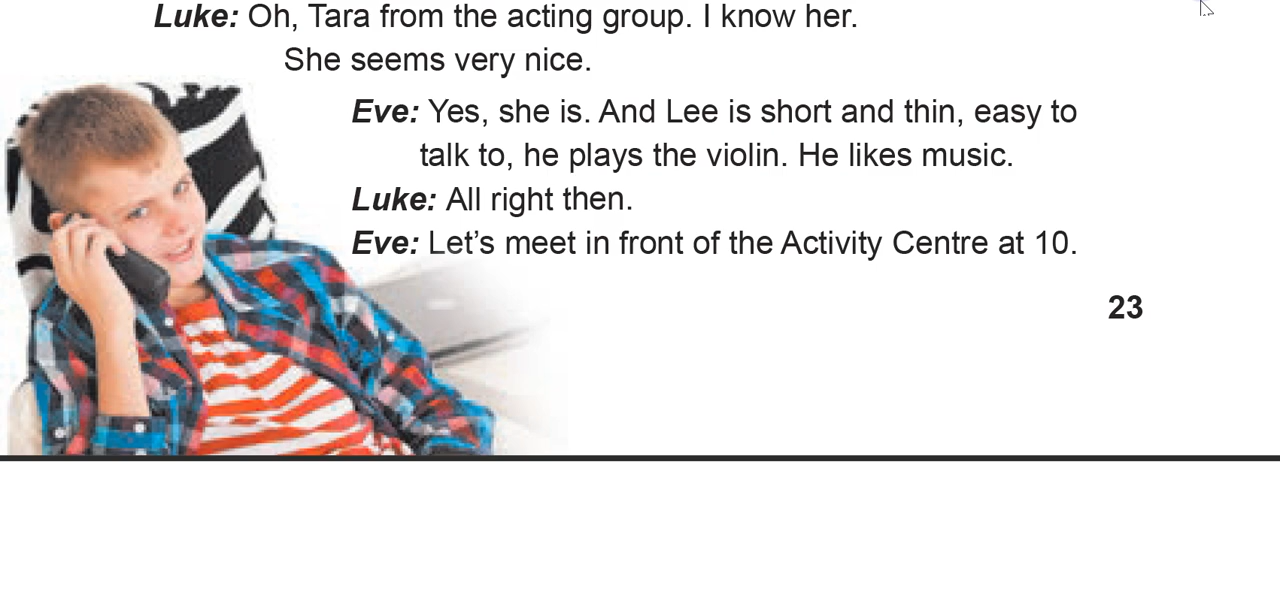 Luke: Oh, Tara from the acting group. I know her.
She seems very nice.
Eve: Yes, she is. And Lee is short and thin, easy to
talk to, he plays the violin. He likes music.
Luke: All right then.
Eve: Let’s meet in front of the Activity Centre at 10.
23